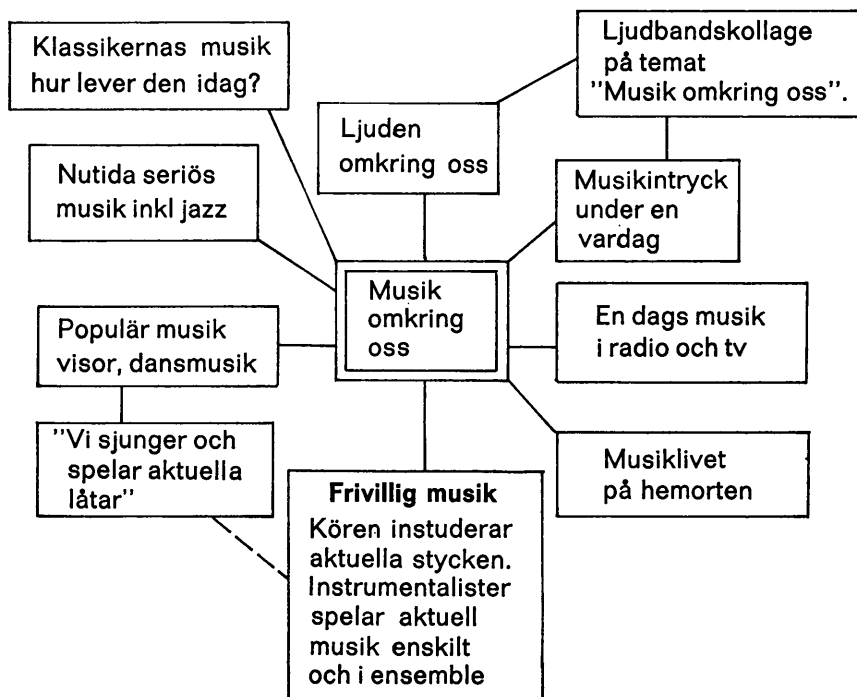 Klassikernas musik
hur lever den idag?
Ljudbandskollage
på temat
"Musik omkring oss".
Ljuden
omkring oss
Nutida seriös
musik inkl jazz
Musikintryck
under en
vardag
Musik
omkring
oss
Populär musik
visor, dansmusik
En dags musik
i radio och tv
"Vi sjunger och
spelar aktuella
låtar"
Musiklivet
på hemorten
Frivillig musik
Kören instuderar
aktuella stycken.
Instrumentalister
spelar aktuell
musik enskilt
och i ensemble